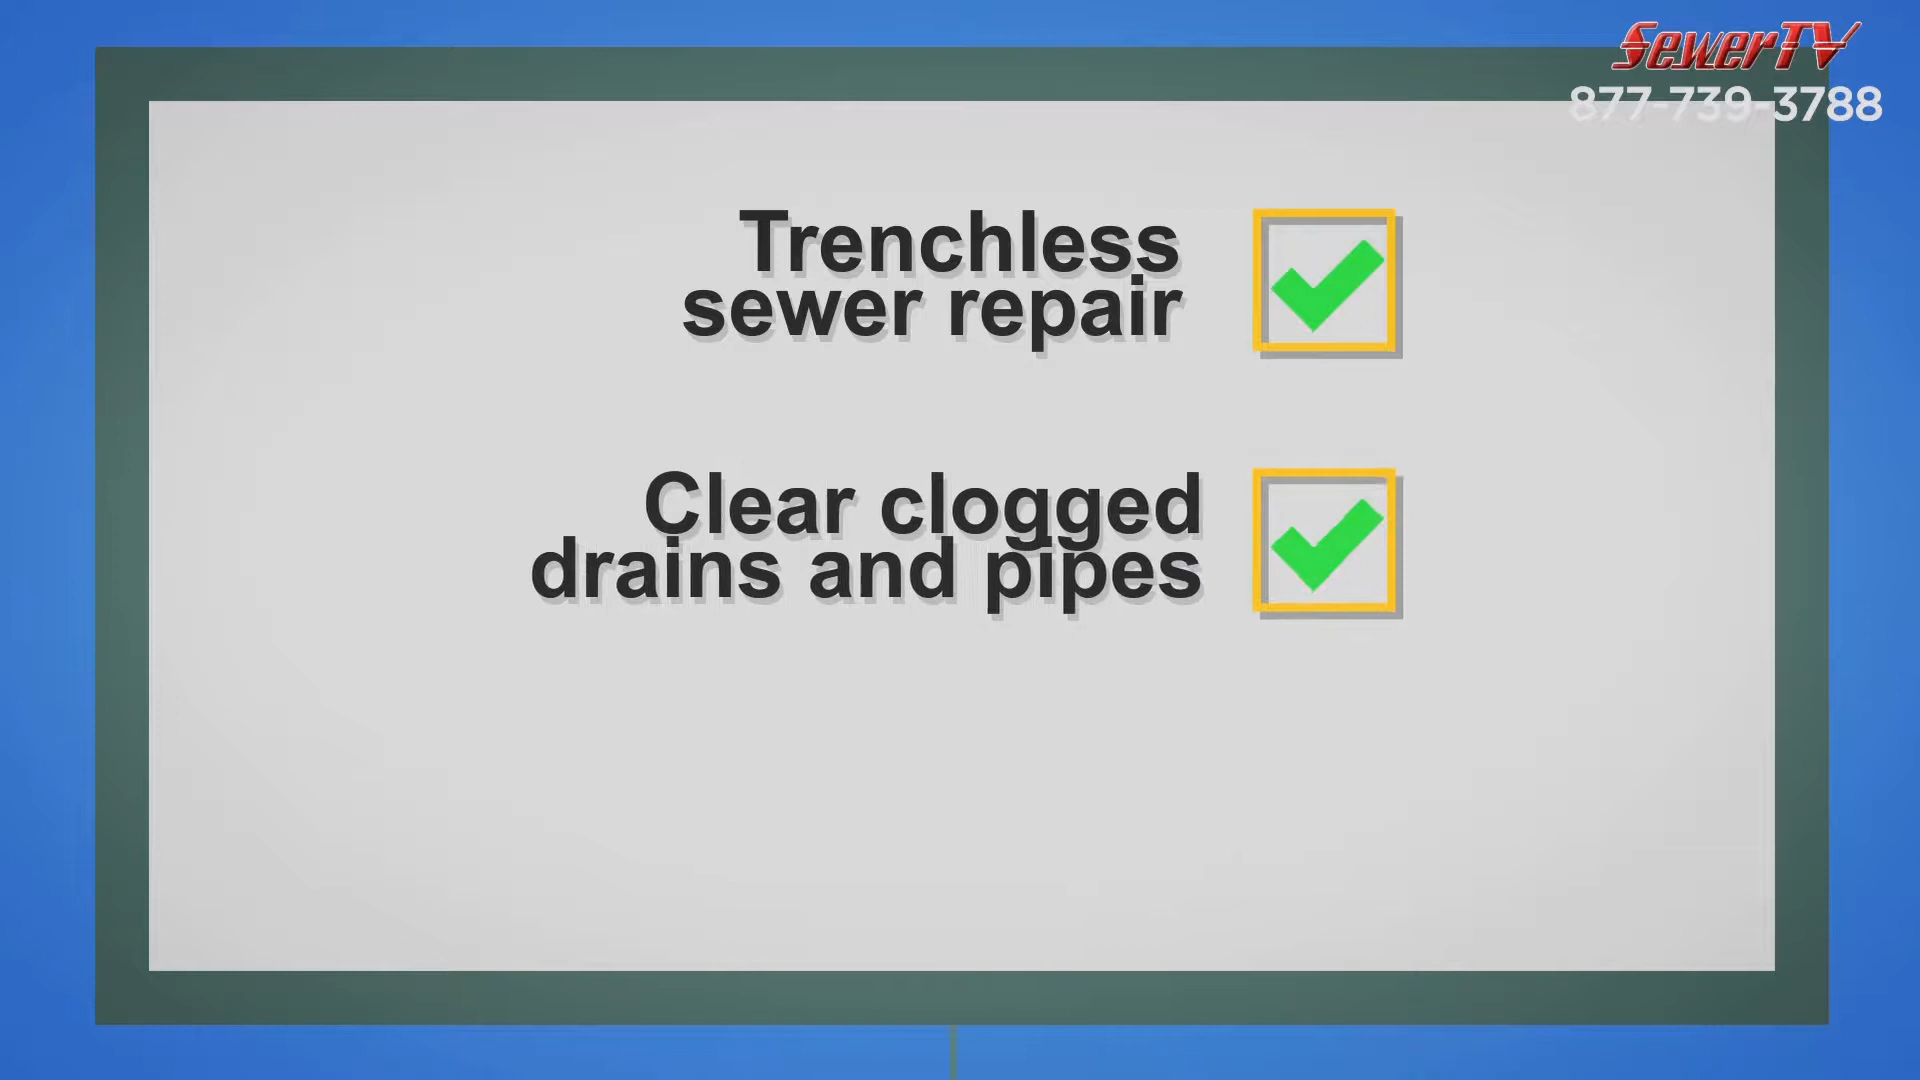 SewerTV
877-739-3788
Trenchless
sewer repair
Clear clogged
drains and pipes